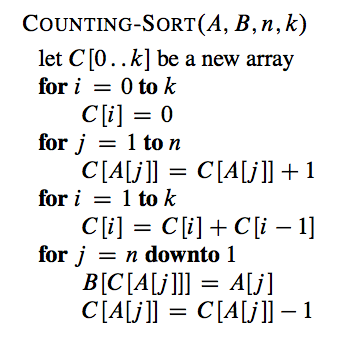 COUNTING-SORT(A, B, n, k)
let C[0..k] be a new array
for i = 0 to k
C[i] = 0
for j = 1 to n
C[A[j]] = C[A[j]] + 1
for i = 1 to k
C[i] = C[i] + C[i − 1]
for j = n downto 1
B[C[A[j]]] = A[j]
C[A[j]] = C[A[j]] − 1